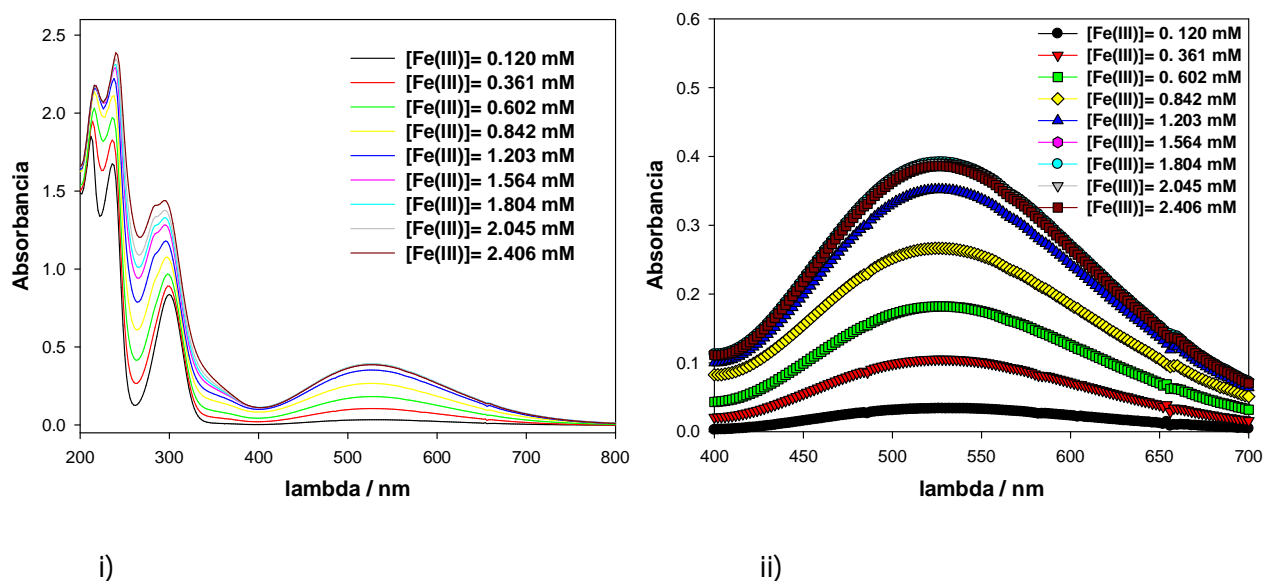 2.5
2.0
1.5
1.0
0.5
0.0
Absorbancia
200 300 400 500 600 700 800
lambda / nm
[Fe(III)]= 0.120 mM
[Fe(III)]= 0.361 mM
[Fe(III)]= 0.602 mM
[Fe(III)]= 0.842 mM
[Fe(III)]= 1.203 mM
[Fe(III)]= 1.564 mM
[Fe(III)]= 1.804 mM
[Fe(III)]= 2.045 mM
[Fe(III)]= 2.406 mM
i)
0.6
0.5
0.4
0.3
0.2
0.1
0.0
Absorbancia
400 450 500 550 600 650 700
lambda / nm
[Fe(III)]= 0. 120 mM
[Fe(III)]= 0. 361 mM
[Fe(III)]= 0. 602 mM
[Fe(III)]= 0.842 mM
[Fe(III)]= 1.203 mM
[Fe(III)]= 1.564 mM
[Fe(III)]= 1.804 mM
[Fe(III)]= 2.045 mM
[Fe(III)]= 2.406 mM
ii)